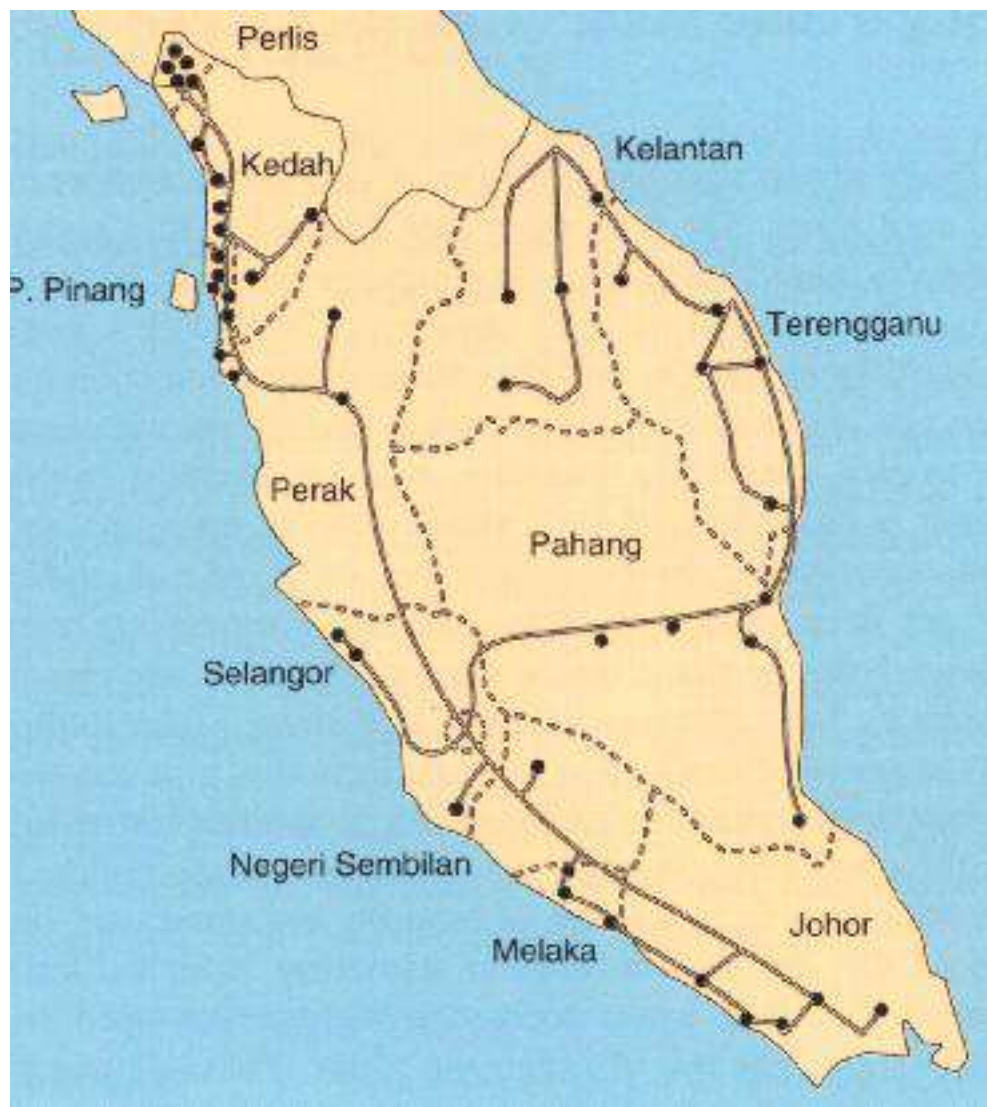 Perlis
Kelantan
Kedah
P. Pinang
Terengganu
Perak
Pahang
Selangor
Negeri Sembilan
Johor
Melaka